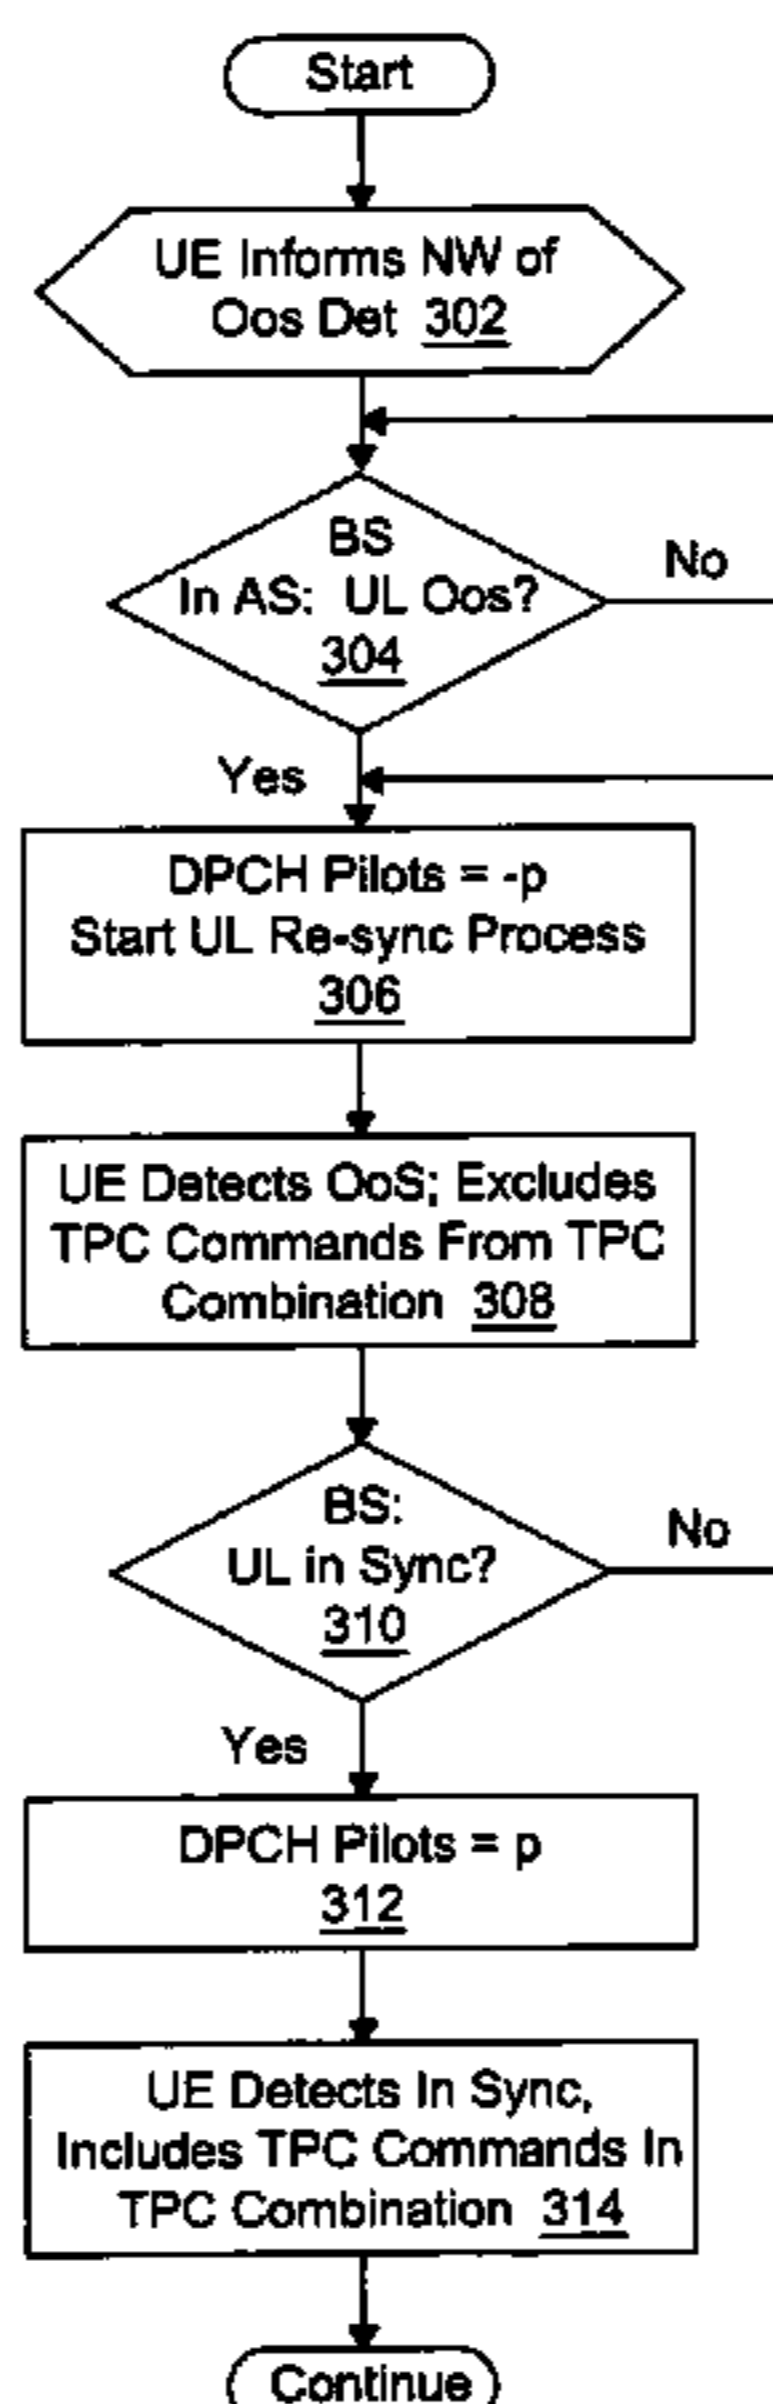 Start
UE Informs NW of
Oos Det 302
BS
In AS: UL Oos?
304
No
Yes
DPCH Pilots = -p
Start UL Re-sync Process
306
UE Detects OoS; Excludes
TPC Commands From TPC
Combination 308
BS:
UL in Sync?
310
No
Yes
DPCH Pilots = p
312
UE Detects In Sync,
Includes TPC Commands In
TPC Combination 314
Continue